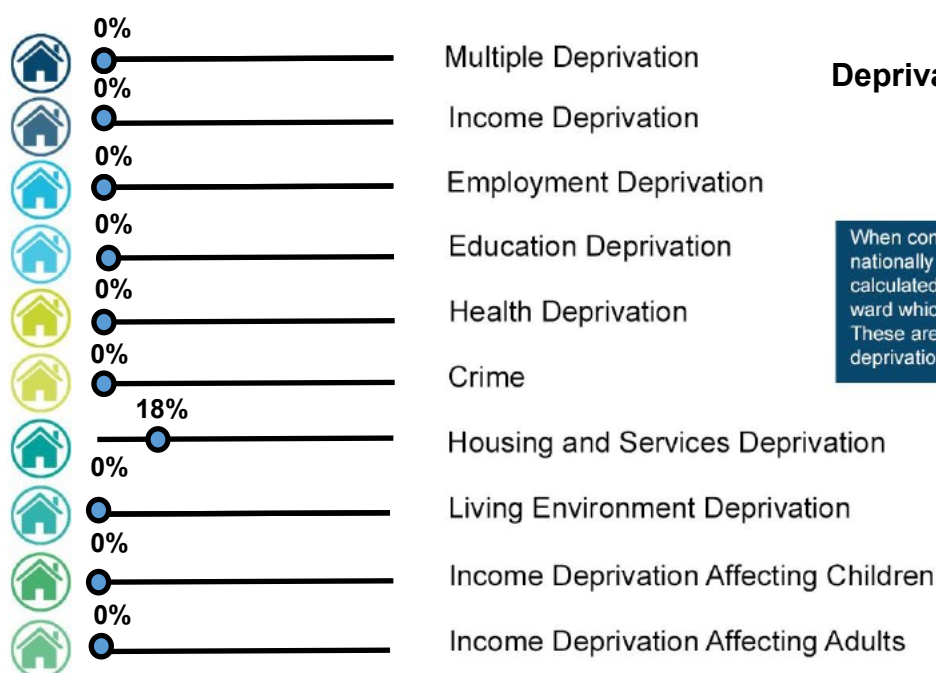 0%
Multiple Deprivation
Depriva
0%
Income Deprivation
0%
Employment Deprivation
0%
Education Deprivation
When con
nationally
calculated
ward whic
These are
deprivatio
0%
Health Deprivation
0%
Crime
18%
Housing and Services Deprivation
0%
Living Environment Deprivation
0%
Income Deprivation Affecting Children
0%
Income Deprivation Affecting Adults